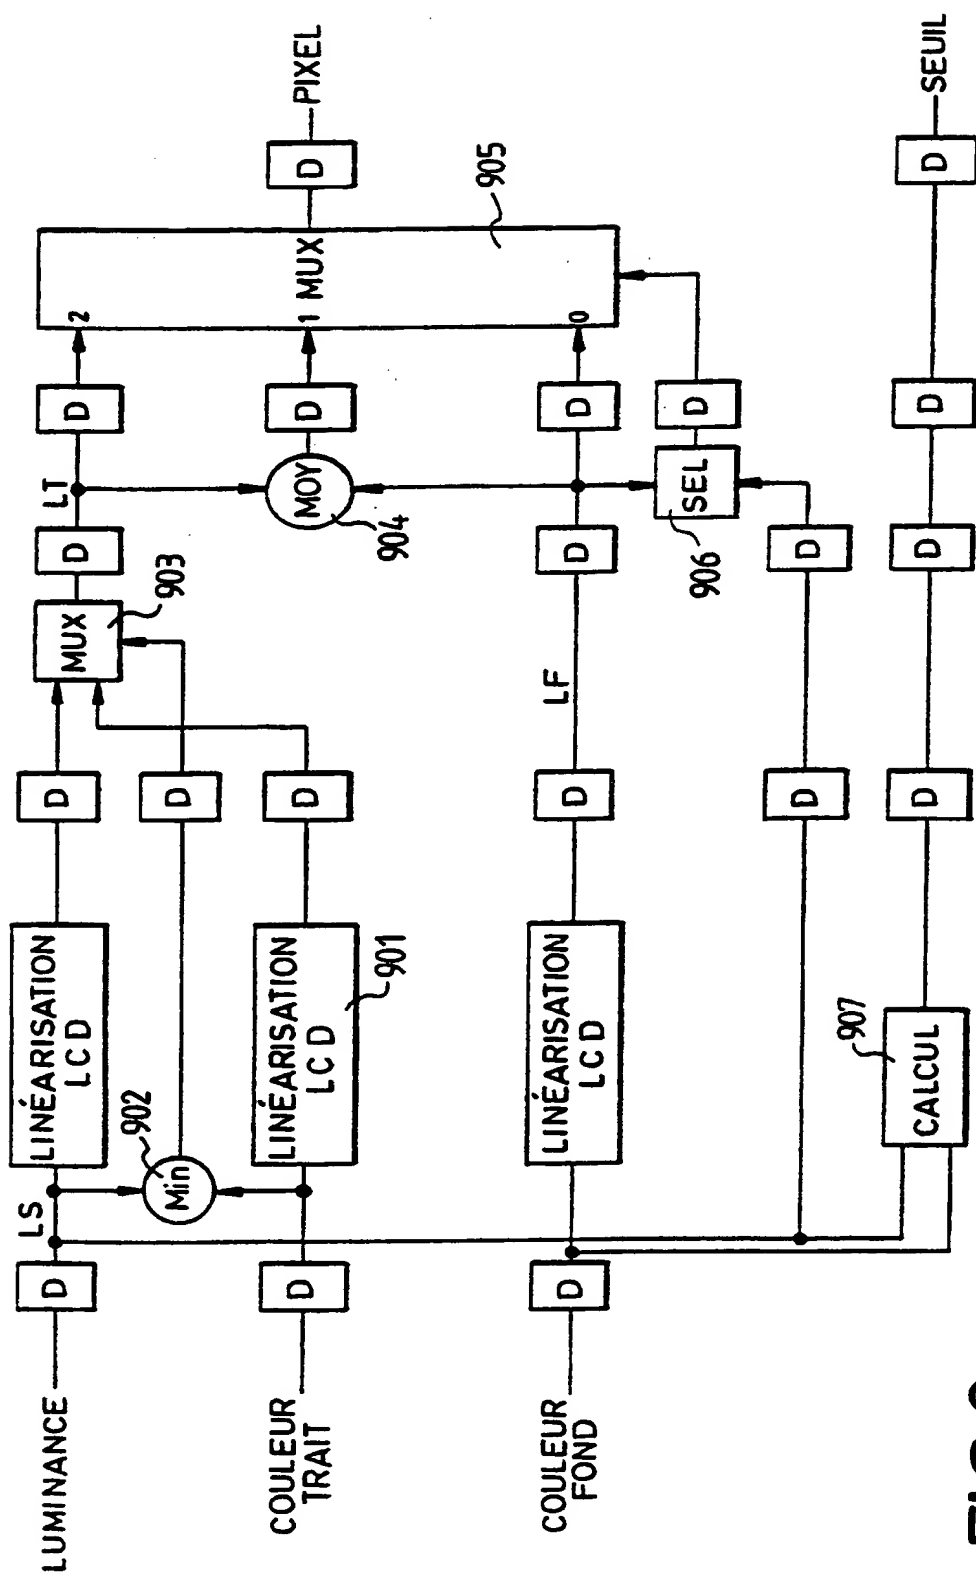 LUMINANCE
D
LS
LINÉARISATION
LCD
D
MUX
903
D
LT
D
2
902
Min
D
COULEUR
TRAIT
D
LINÉARISATION
LCD
901
D
MOY
904
D
1 MUX
905
D
PIXEL
COULEUR
FOND
D
LINÉARISATION
LCD
D
LF
D
D
0
906
SEL
D
D
D
907
CALCUL
D
D
D
D
SEUIL